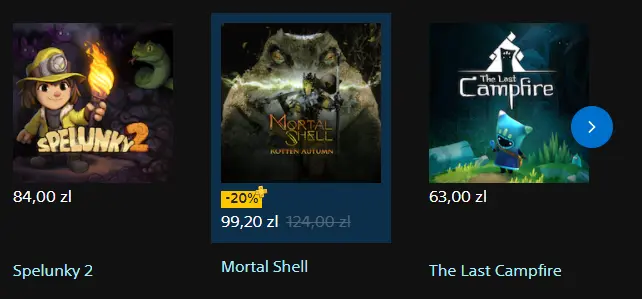 SPELUNKY 2
84,00 zl
Spelunky 2
MORTAL
SHELL
ROTTEN AUTUMN
-20%
99,20 zl 124,00 zl
Mortal Shell
The Last
Campfire
63,00 zl
The Last Campfire